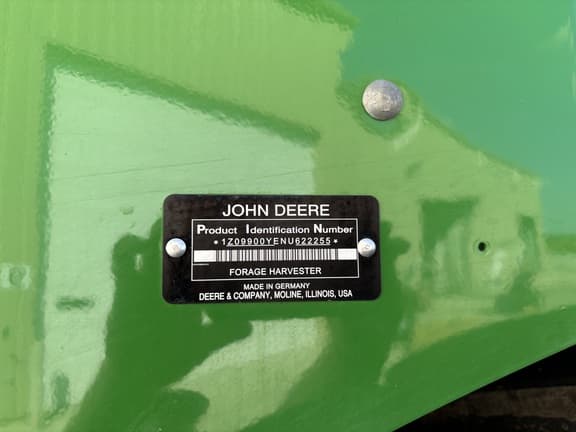 JOHN DEERE
Product Identification Number
*1Z09900YENU622255*
FORAGE HARVESTER
MADE IN GERMANY
DEERE & COMPANY, MOLINE, ILLINOIS, USA